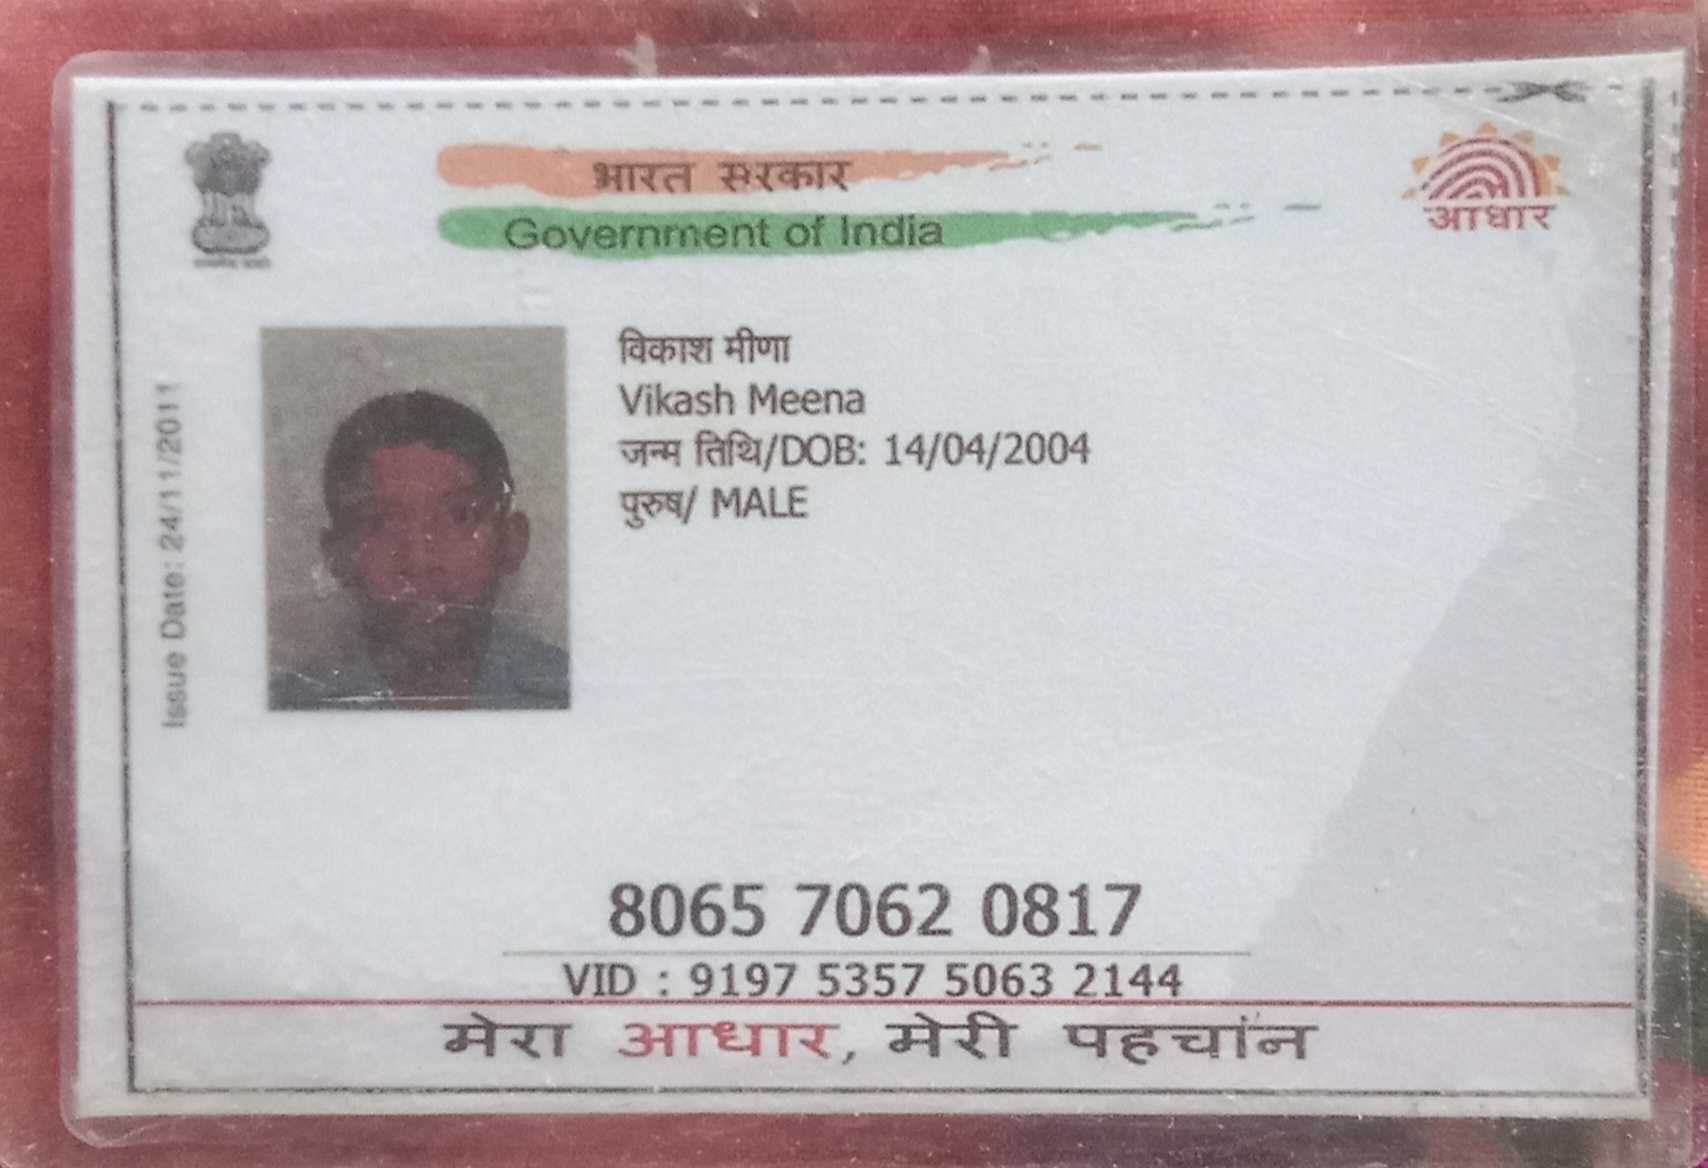 भारत सरकार
Government of India
आधार
Issue Date: 24/11/2011
विकाश मीणा
Vikash Meena
जन्म तिथि/DOB: 14/04/2004
पुरुष/ MALE
8065 7062 0817
VID : 9197 5357 5063 2144
मेरा आधार, मेरी पहचांन